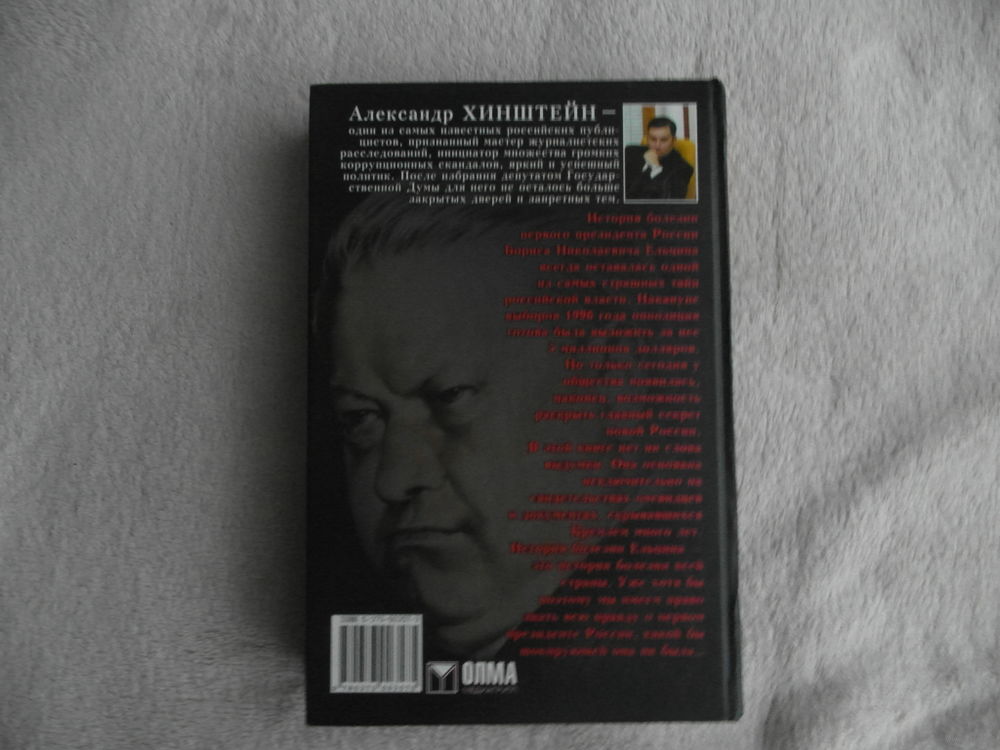 Александр ХИНШТЕЙН —
один из самых известных российских публи-
цистов, признанный мастер журналистских
расследований, инициатор множества громких
коррупционных скандалов, яркий и успешный
политик. После избрания депутатом Государ-
ственной Думы для него не осталось больше
закрытых дверей и запретных тем.
История болезни
первого президента России
Бориса Николаевича Ельцина
всегда оставалась одной
из самых страшных тайн
российской власти. Накануне
выборов 1996 года оппозиция
готова была выложить за нее
миллионов долларов.
Но только сегодня у
общества появилась,
наконец, возможность
раскрыть главный секрет
новой России.
В этой книге нет ни слова
выдумки. Она основана
исключительно на
свидетельствах очевидцев
и документах, скрывавшихся
Кремлем много лет.
История болезни Ельцина —
это история болезни всей
страны. Уже хотя бы
поэтому мы имеем право
знать всю правду о первом
президенте России, какой бы
шокирующей она ни была...
ISBN
ОЛМА